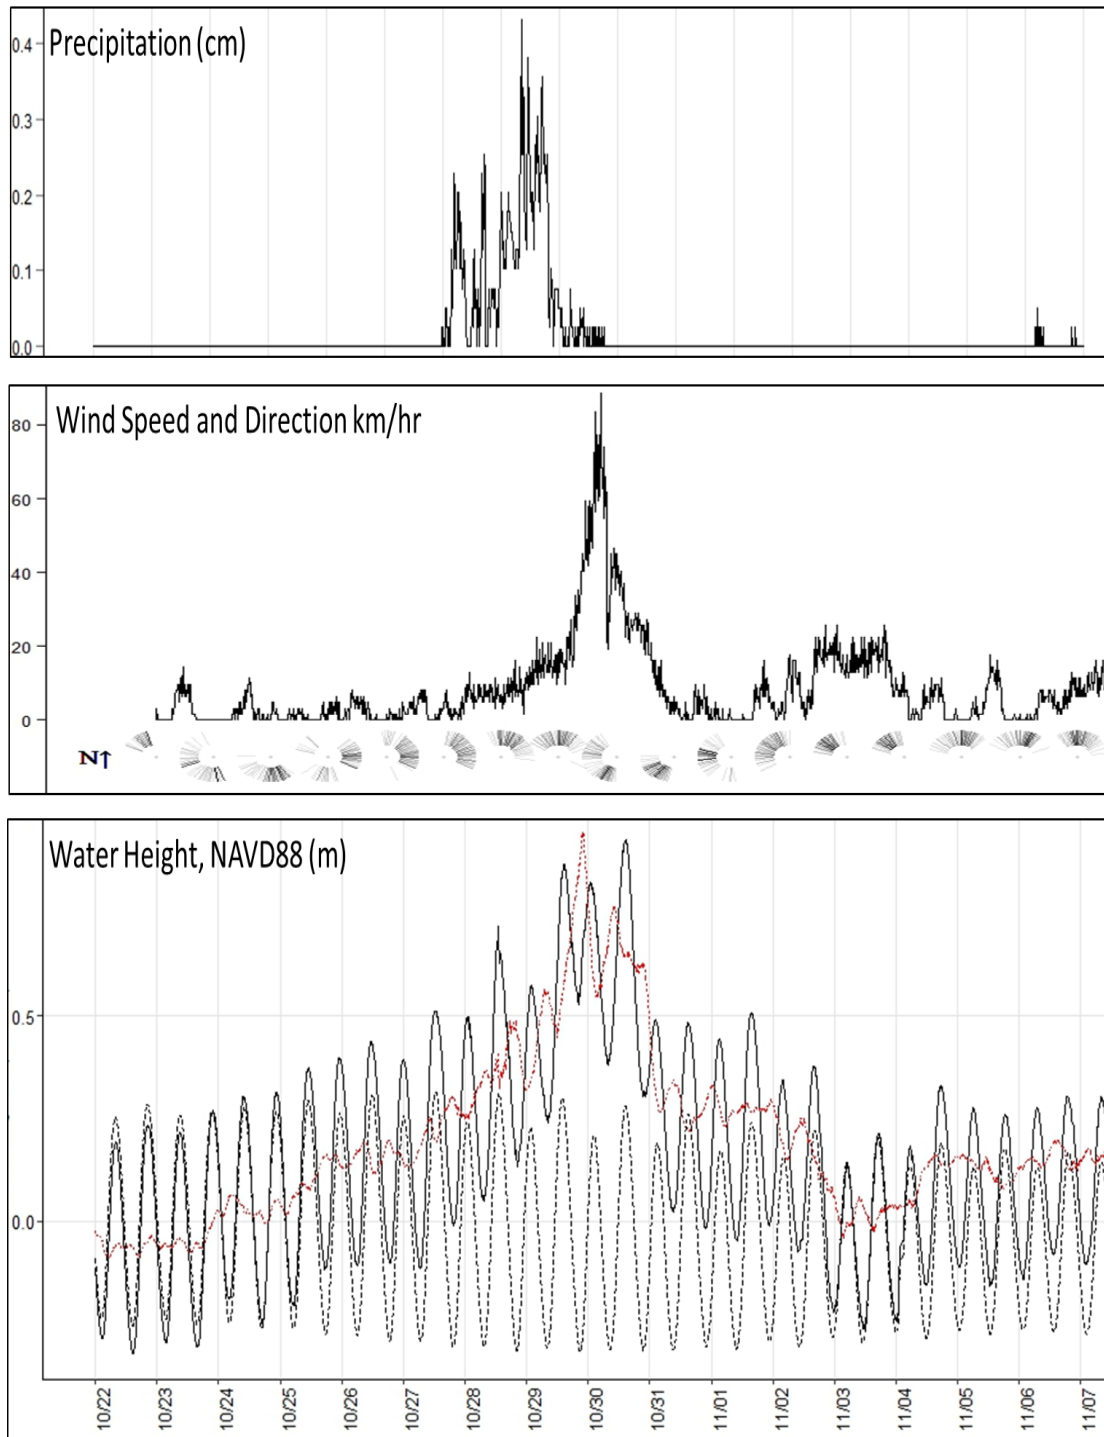 Precipitation (cm)
0.4
0.3
0.2
0.1
0.0
Wind Speed and Direction km/hr
80
60
40
20
0
N↑
Water Height, NAVD88 (m)
0.5
0.0
10/22 10/23 10/24 10/25 10/26 10/27 10/28 10/29 10/30 10/31 11/01 11/02 11/03 11/04 11/05 11/06 11/07